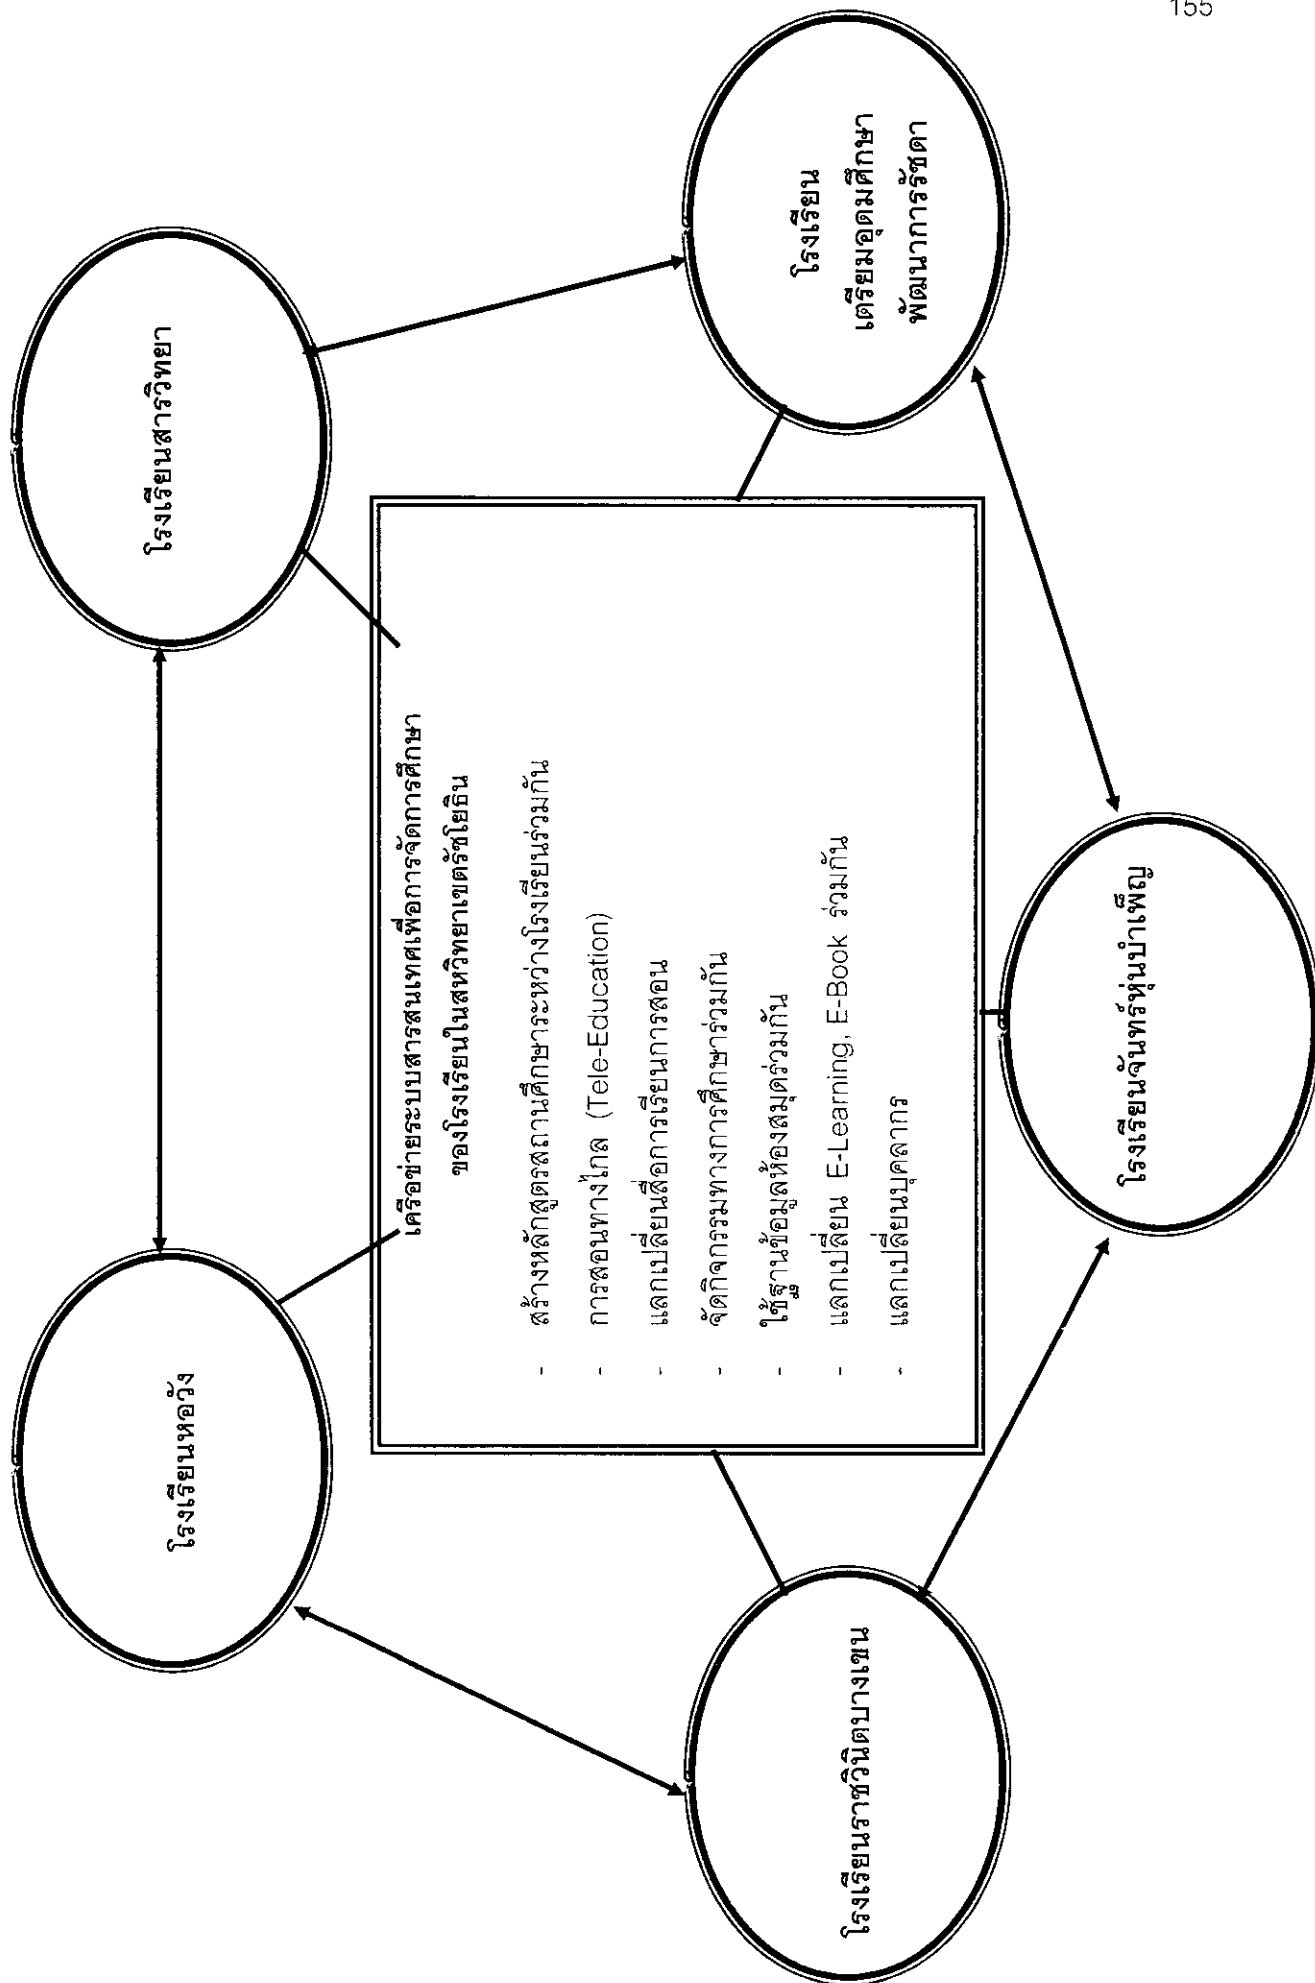 155
โรงเรียนหอวัง
โรงเรียนสารวิทยา
เครือข่ายระบบสารสนเทศเพื่อการจัดการศึกษา
ของโรงเรียนในสหวิทยาเขตรัชโยธิน
- สร้างหลักสูตรสถานศึกษาระหว่างโรงเรียนร่วมกัน
- การสอนทางไกล (Tele-Education)
- แลกเปลี่ยนสื่อการเรียนการสอน
- จัดกิจกรรมทางการศึกษาร่วมกัน
- ใช้ฐานข้อมูลห้องสมุดร่วมกัน
- แลกเปลี่ยน E-Learning, E-Book ร่วมกัน
- แลกเปลี่ยนบุคลากร
โรงเรียนราชวินิตบางเขน
โรงเรียน
เตรียมอุดมศึกษา
พัฒนาการรัชดา
โรงเรียนจันทร์หุ่นบำเพ็ญ